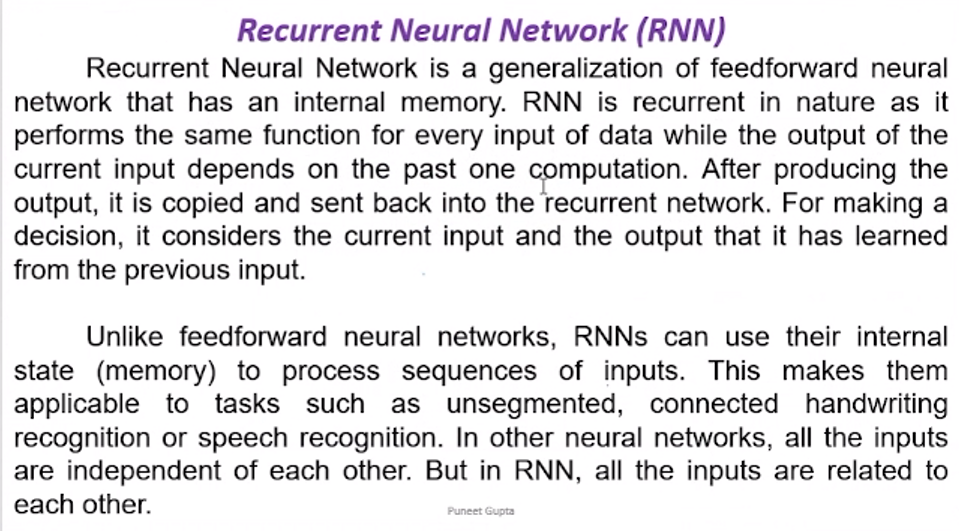 Recurrent Neural Network (RNN)
Recurrent Neural Network is a generalization of feedforward neural
network that has an internal memory. RNN is recurrent in nature as it
performs the same function for every input of data while the output of the
current input depends on the past one computation. After producing the
output, it is copied and sent back into the recurrent network. For making a
decision, it considers the current input and the output that it has learned
from the previous input.
Unlike feedforward neural networks, RNNs can use their internal
state (memory) to process sequences of inputs. This makes them
applicable to tasks such as unsegmented, connected handwriting
recognition or speech recognition. In other neural networks, all the inputs
are independent of each other. But in RNN, all the inputs are related to
each other.
Puneet Gupta